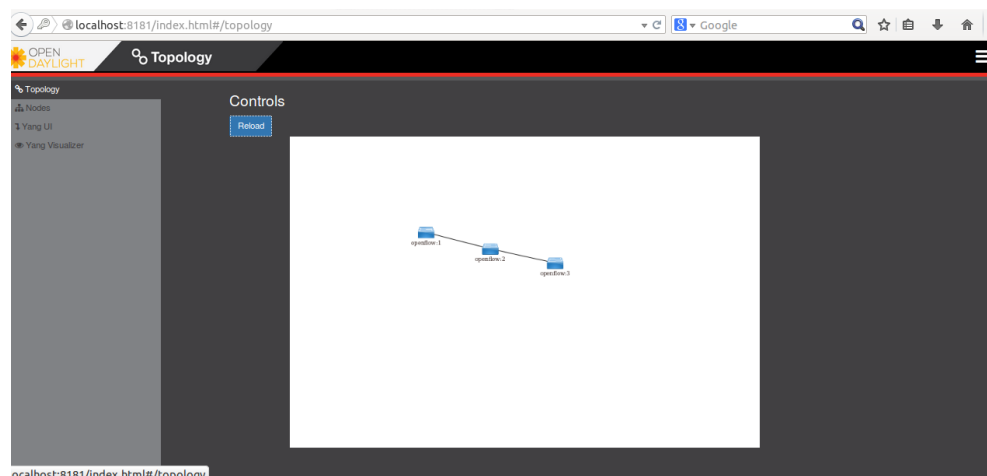 localhost:8181/index.html#/topology
Google
OPEN
DAYLIGHT
Topology
Topology
Nodes
Yang UI
Yang Visualizer
Controls
Reload
openflow:1
openflow:2
openflow:3
ocalhost:8181/index.html#/topology